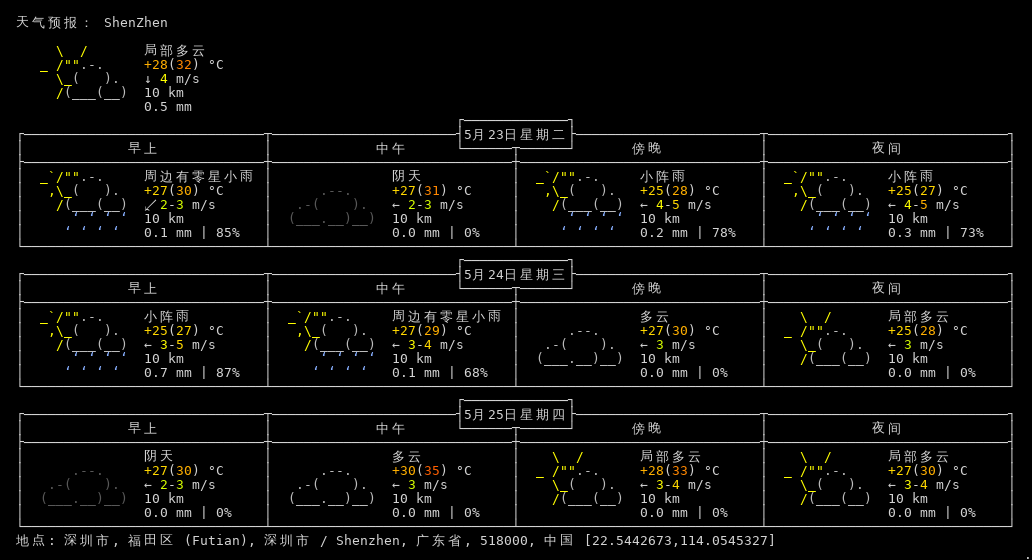 天气预报： ShenZhen
局部多云
+28(32) °C
↓ 4 m/s
10 km
0.5 mm
5月23日星期二
早上 中午 傍晚 夜间
周边有零星小雨 阴天 小阵雨 小阵雨
+27(30) °C +27(31) °C +25(28) °C +25(27) °C
↙ 2-3 m/s ← 2-3 m/s ← 4-5 m/s ← 4-5 m/s
10 km 10 km 10 km 10 km
0.1 mm | 85% 0.0 mm | 0% 0.2 mm | 78% 0.3 mm | 73%
5月24日星期三
早上 中午 傍晚 夜间
小阵雨 周边有零星小雨 多云 局部多云
+25(27) °C +27(29) °C +27(30) °C +25(28) °C
← 3-5 m/s ← 3-4 m/s ← 3 m/s ← 3 m/s
10 km 10 km 10 km 10 km
0.7 mm | 87% 0.1 mm | 68% 0.0 mm | 0% 0.0 mm | 0%
5月25日星期四
早上 中午 傍晚 夜间
阴天 多云 局部多云 局部多云
+27(30) °C +30(35) °C +28(33) °C +27(30) °C
← 2-3 m/s ← 3 m/s ← 3-4 m/s ← 3-4 m/s
10 km 10 km 10 km 10 km
0.0 mm | 0% 0.0 mm | 0% 0.0 mm | 0% 0.0 mm | 0%
地点: 深圳市, 福田区 (Futian), 深圳市 / Shenzhen, 广东省, 518000, 中国 [22.5442673,114.0545327]